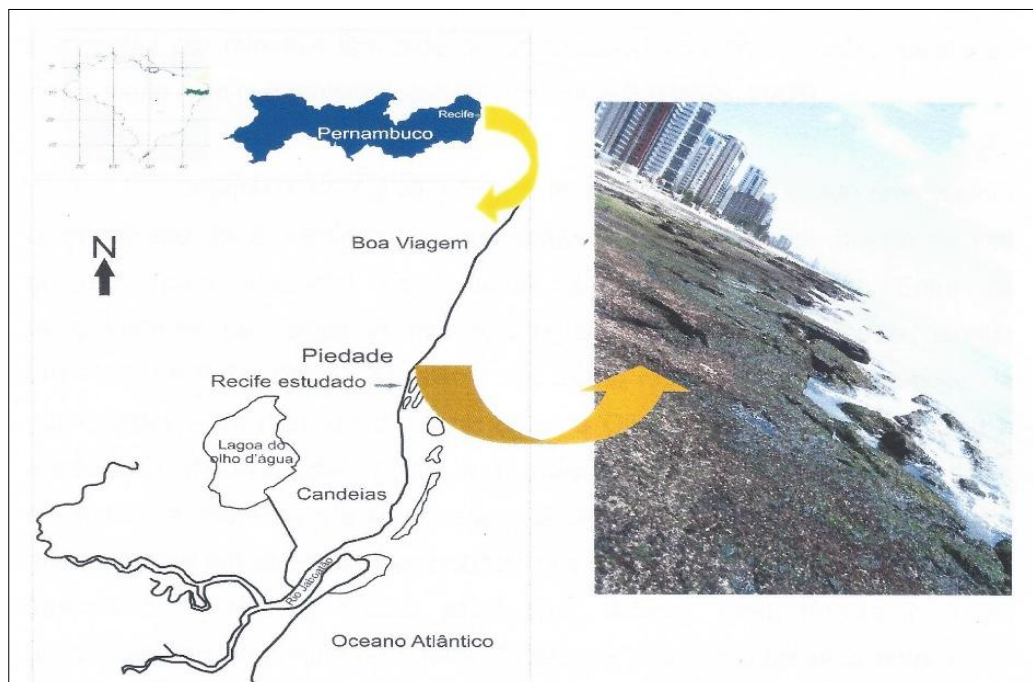 Recife
Pernambuco
Boa Viagem
N
Piedade
Recife estudado
Lagoa do
olho d'água
Candeias
Rio Jaboatão
Oceano Atlântico